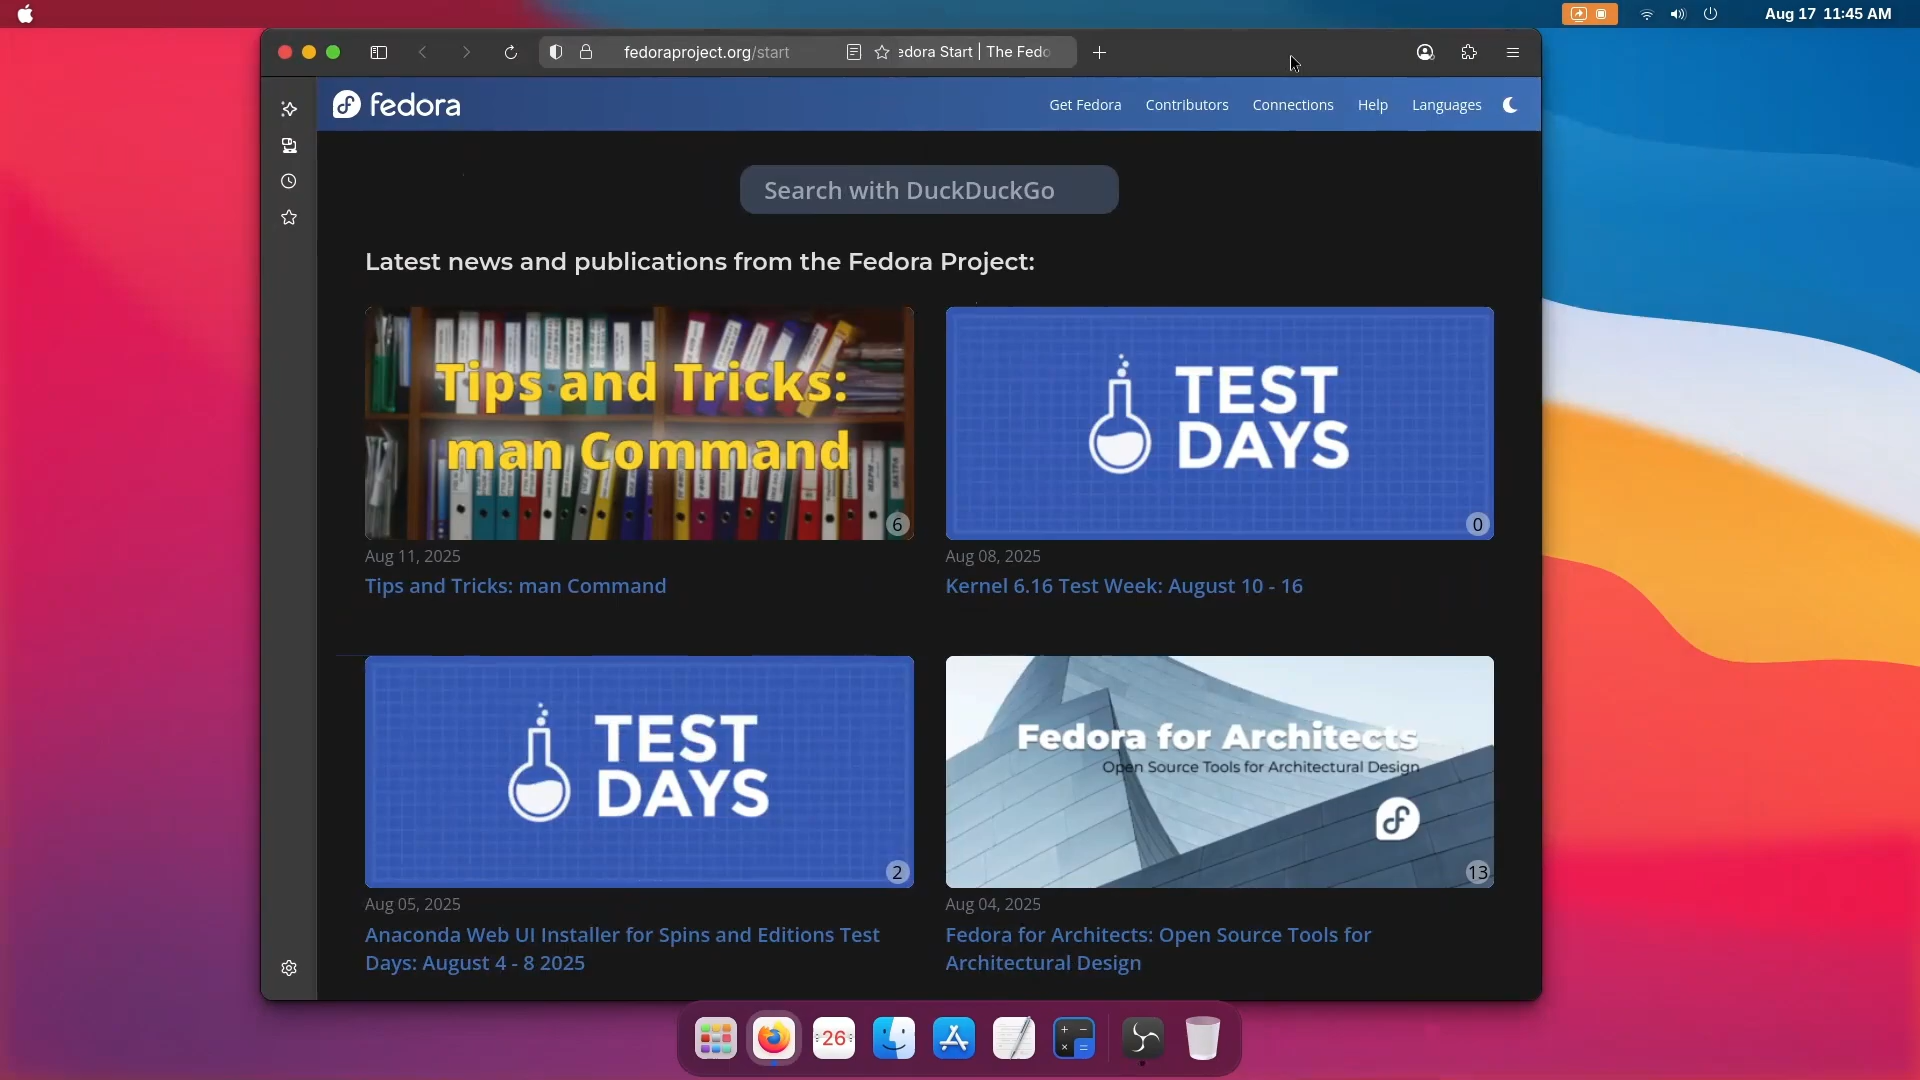 Aug 17 11:45 AM
fedoraproject.org/start
edora Start | The Fedo
fedora
Get Fedora
Contributors
Connections
Help
Languages
Search with DuckDuckGo
Latest news and publications from the Fedora Project:
Tips and Tricks:
man Command
6
Aug 11, 2025
Tips and Tricks: man Command
TEST
DAYS
0
Aug 08, 2025
Kernel 6.16 Test Week: August 10 - 16
TEST
DAYS
2
Aug 05, 2025
Anaconda Web UI Installer for Spins and Editions Test
Days: August 4 - 8 2025
Fedora for Architects
Open Source Tools for Architectural Design
13
Aug 04, 2025
Fedora for Architects: Open Source Tools for
Architectural Design
26